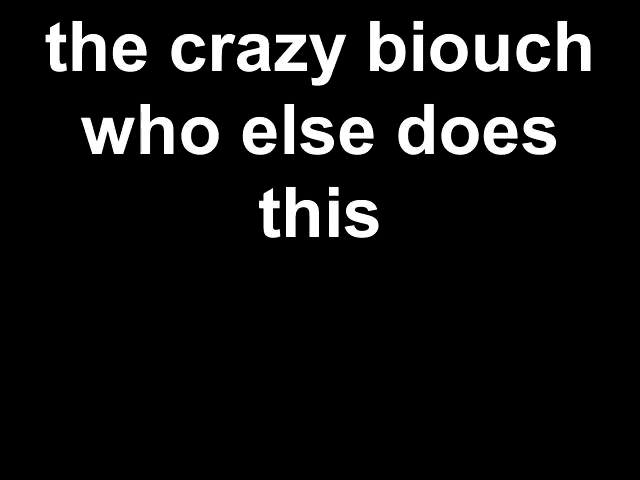 the crazy biouch
who else does
this